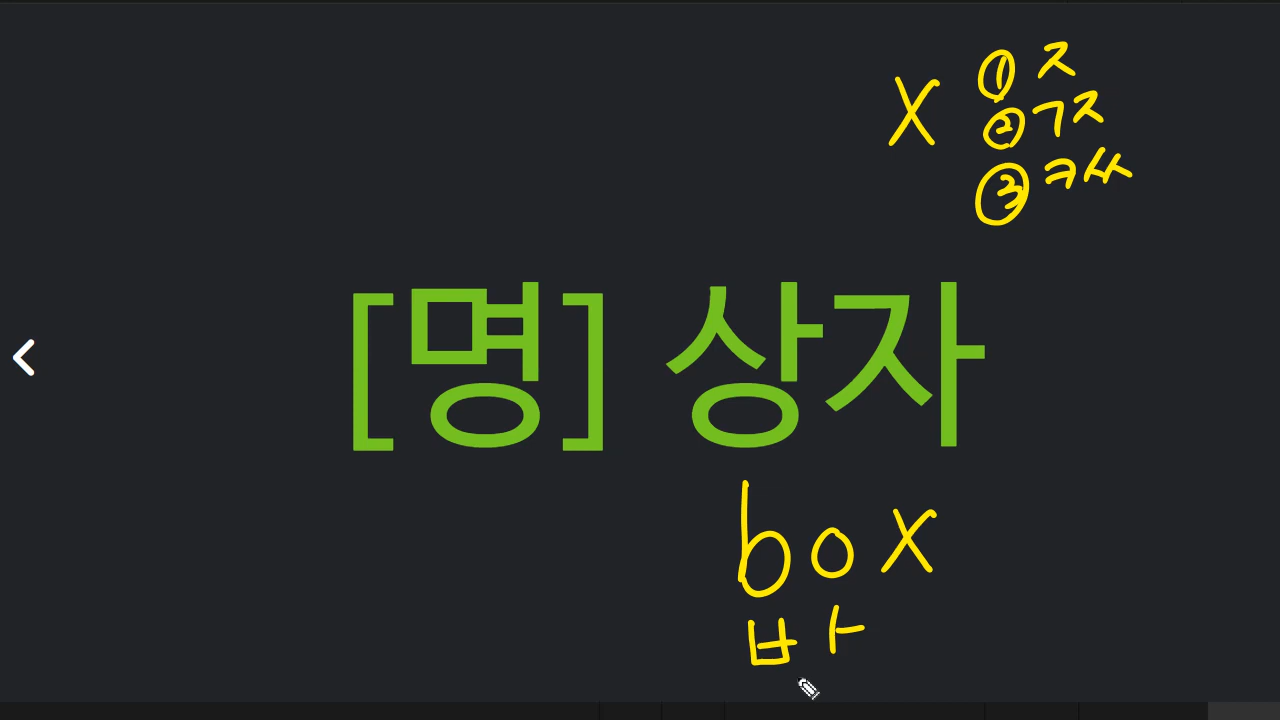 X ① ㅈ
② ㄱㅈ
③ ㅋㅆ
[명] 상자
box
ㅂㅏ